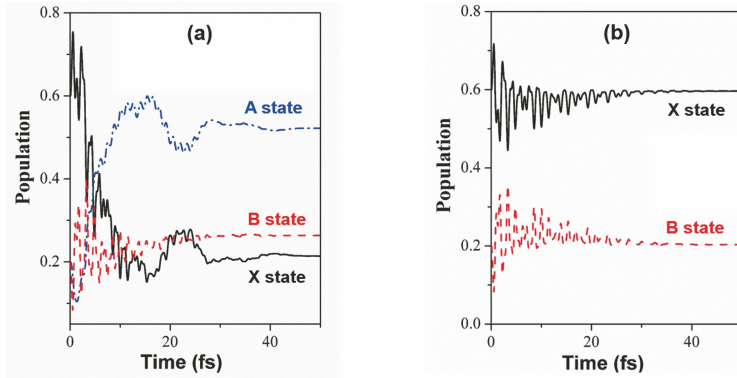 (a)
0.8
0.6
0.4
0.2
Population
A state
B state
X state
0
20
40
Time (fs)
(b)
0.8
0.6
0.4
0.2
0.0
Population
X state
B state
0
20
40
Time (fs)